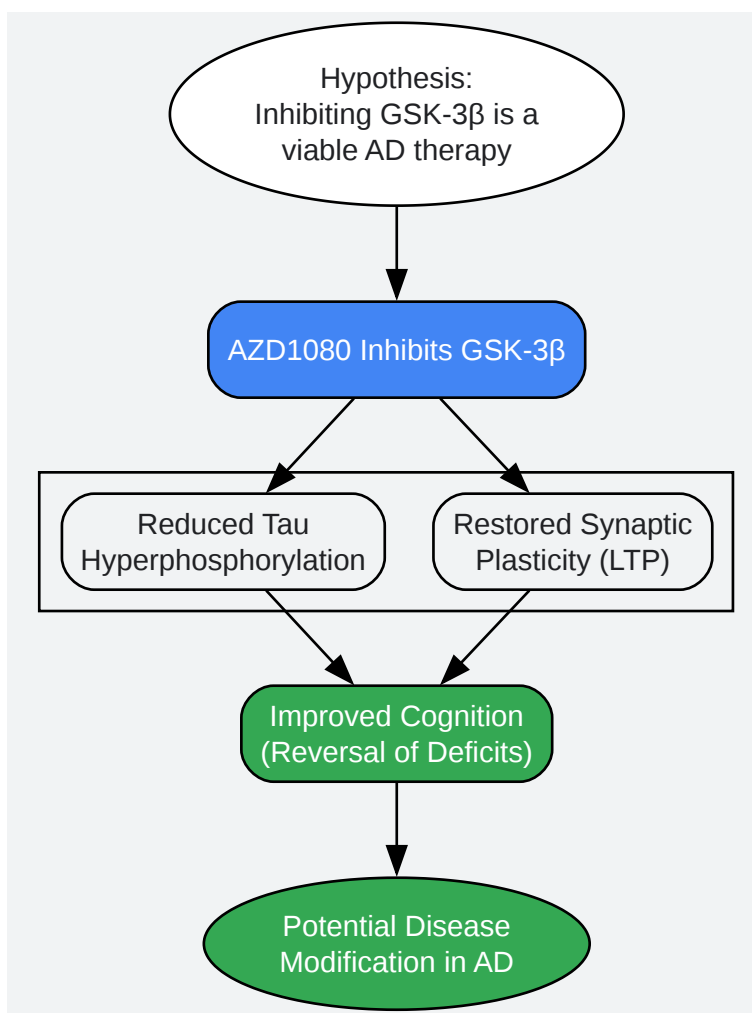 Hypothesis:
Inhibiting GSK-3β is a
viable AD therapy
AZD1080 Inhibits GSK-3β
Reduced Tau
Hyperphosphorylation
Restored Synaptic
Plasticity (LTP)
Improved Cognition
(Reversal of Deficits)
Potential Disease
Modification in AD